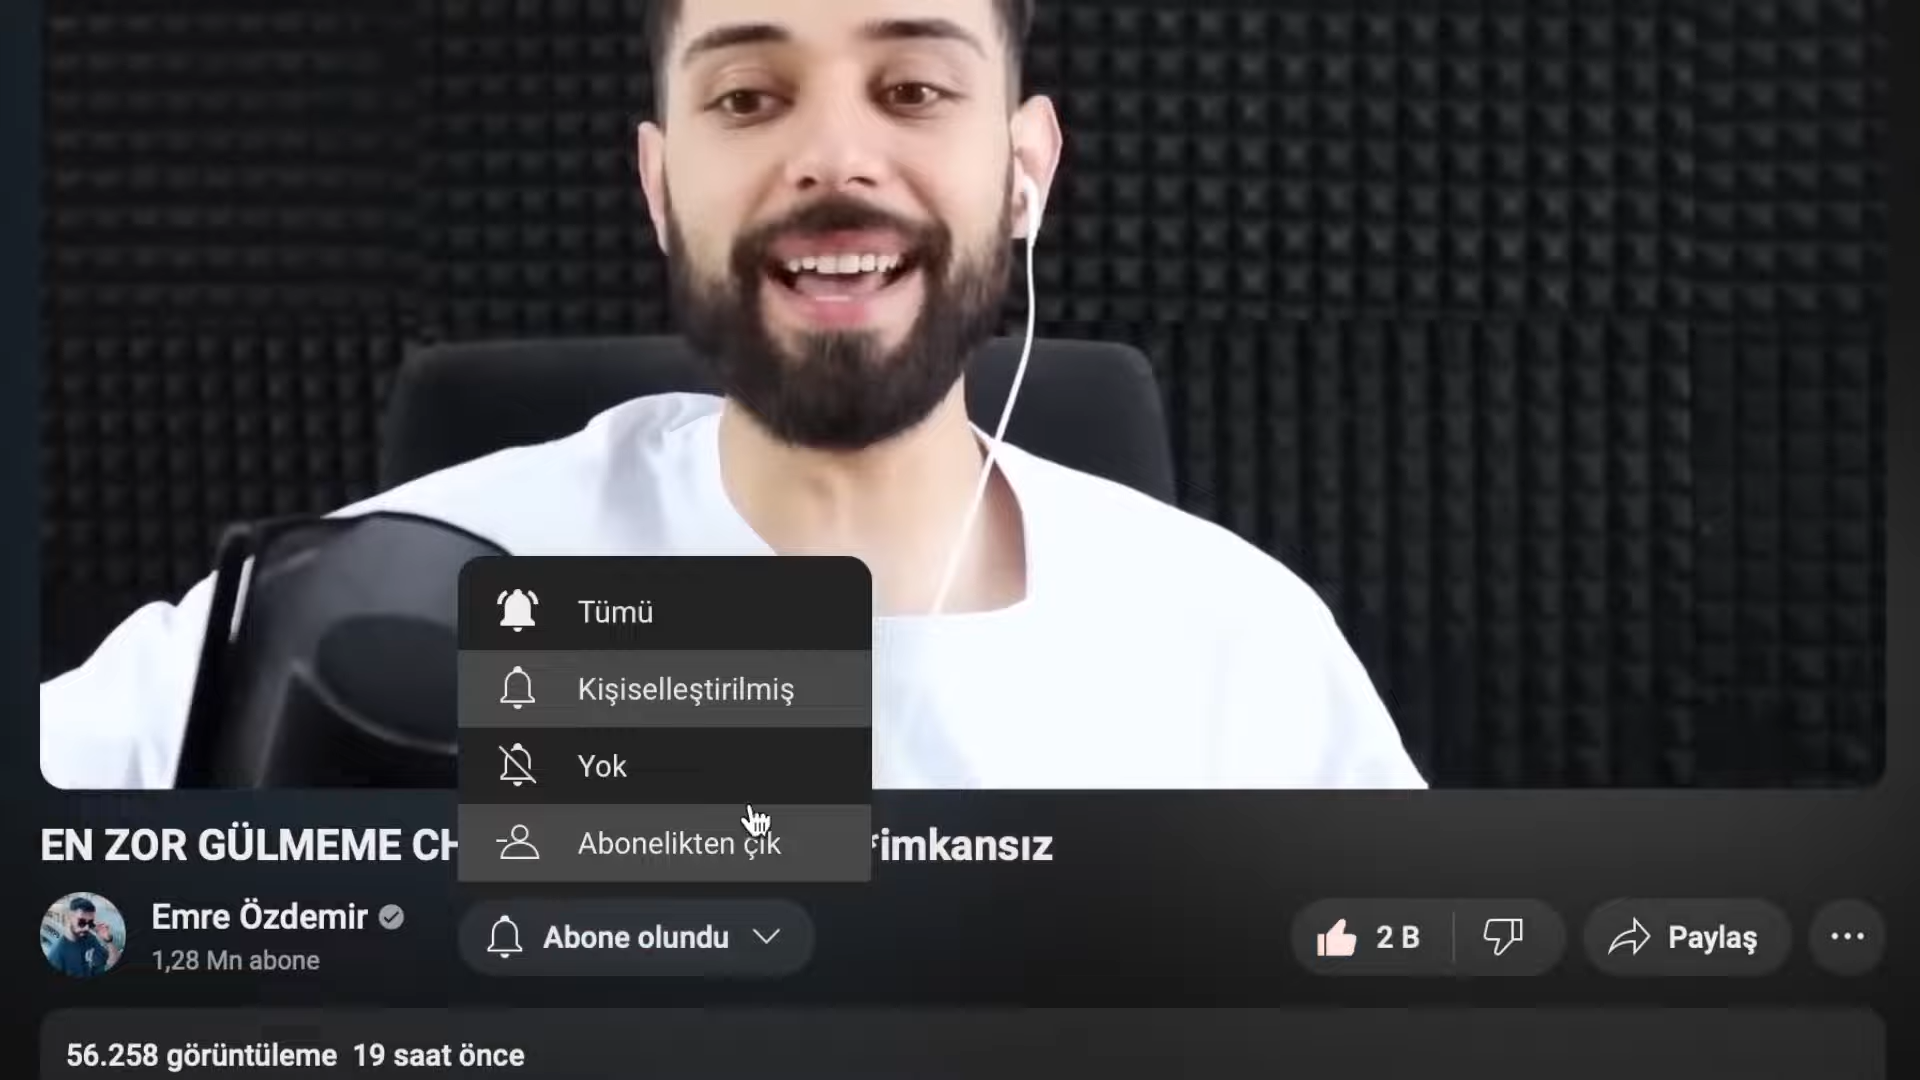 Tümü
Kişiselleştirilmiş
Yok
Abonelikten çık
EN ZOR GÜLMEME CH *imkansız
Emre Özdemir
1,28 Mn abone
Abone olundu
2 B
Paylaş
56.258 görüntüleme 19 saat önce